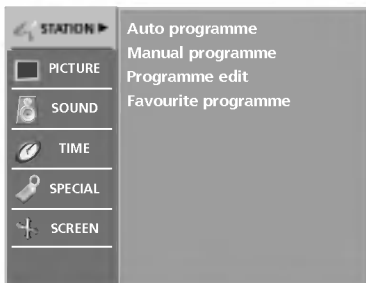 STATION ►
PICTURE
SOUND
TIME
SPECIAL
SCREEN
Auto programme
Manual programme
Programme edit
Favourite programme